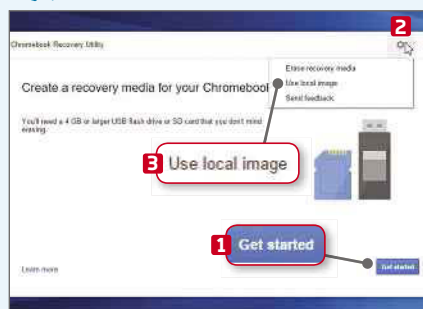 2
Chromebook Recovery Utility
Erase recovery media
Create a recovery media for your Chromebook
Use local image
Send feedback
You'll need a 4 GB or larger USB flash drive or SD card that you don't mind
erasing.
3 Use local image
1 Get started
Learn more
Get started